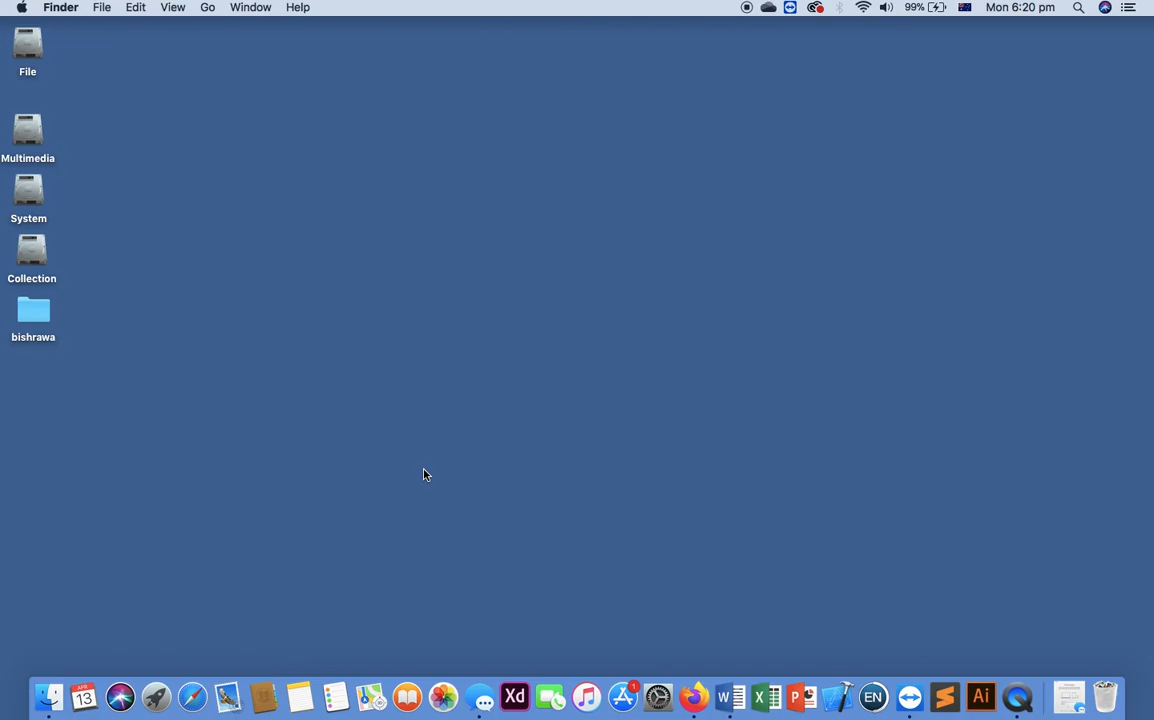 Finder File Edit View Go Window Help 99% Mon 6:20 pm
File
Multimedia
System
Collection
bishrawa
APR
13
Xd
1
W
X
P
EN
Ai